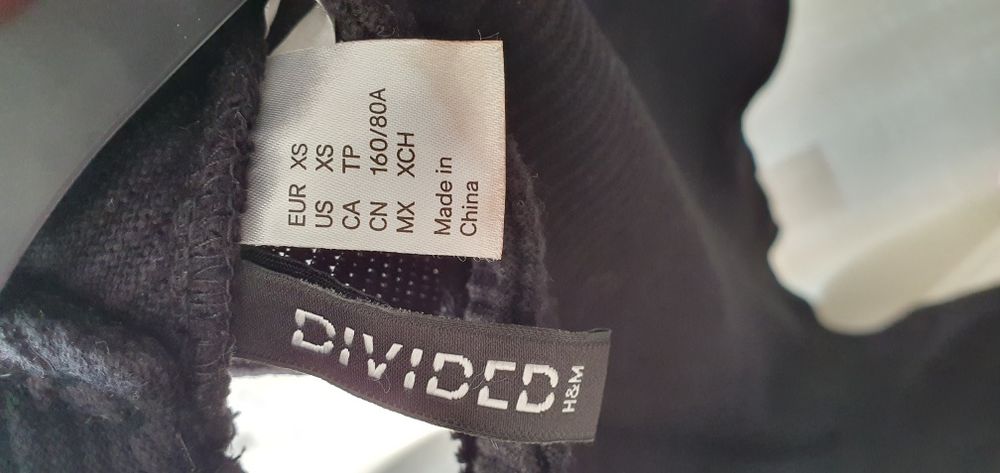 EUR XS
US XS
CA TP
CN 160/80A
MX XCH
Made in
China
DIVIDED
H&M